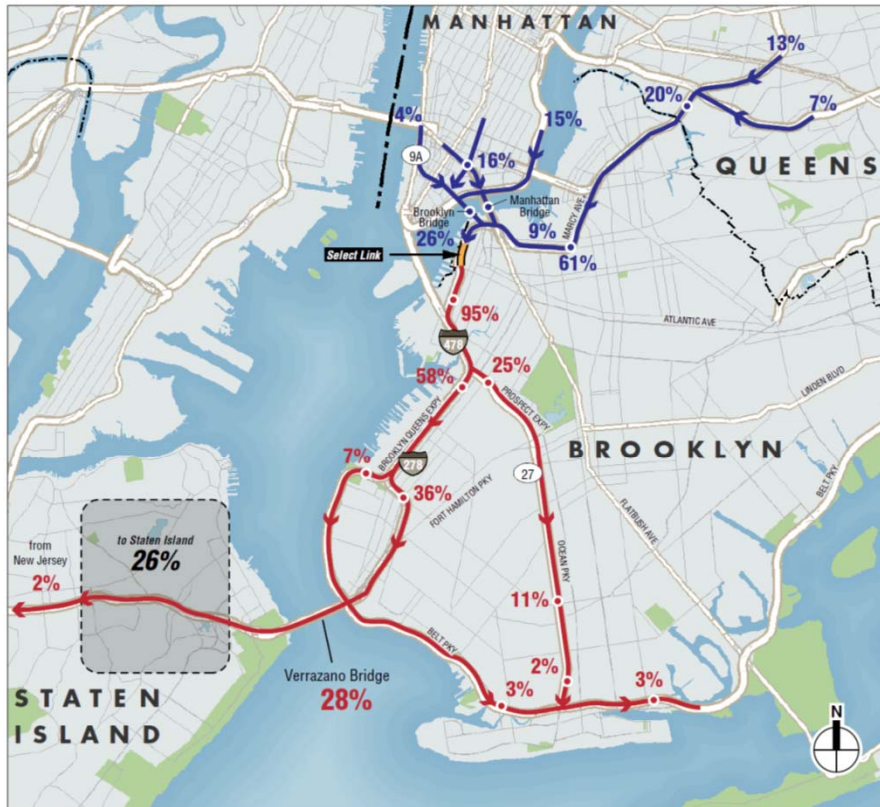 MANHATTAN
13%
20%
7%
4%
15%
9A
16%
QUEENS
Manhattan
Bridge
Brooklyn
Bridge
MARCY AVE
26%
9%
61%
Select Link
95%
ATLANTIC AVE
478
58%
25%
PROSPECT EXPY
LINDEN BLVD
BROOKLYN QUEENS EXPY
BROOKLYN
7%
278
27
BELT PKY
36%
FORT HAMILTON PKY
FLATBUSH AVE
to Staten Island
26%
from
New Jersey
2%
OCEAN PKY
11%
BELT PKY
Verrazano Bridge
28%
2%
3%
3%
STATEN
ISLAND
N